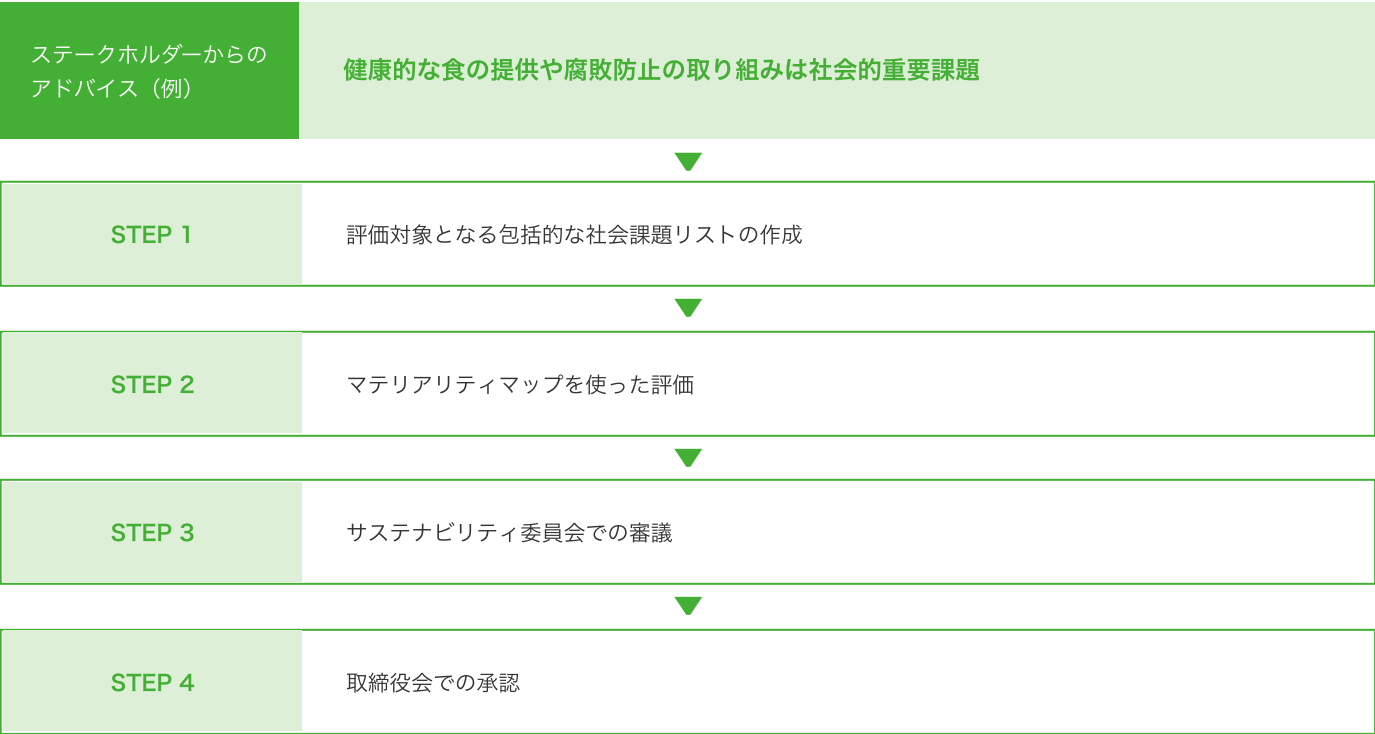 ステークホルダーからの
アドバイス（例）
健康的な食の提供や腐敗防止の取り組みは社会的重要課題
STEP 1
評価対象となる包括的な社会課題リストの作成
STEP 2
マテリアリティマップを使った評価
STEP 3
サステナビリティ委員会での審議
STEP 4
取締役会での承認